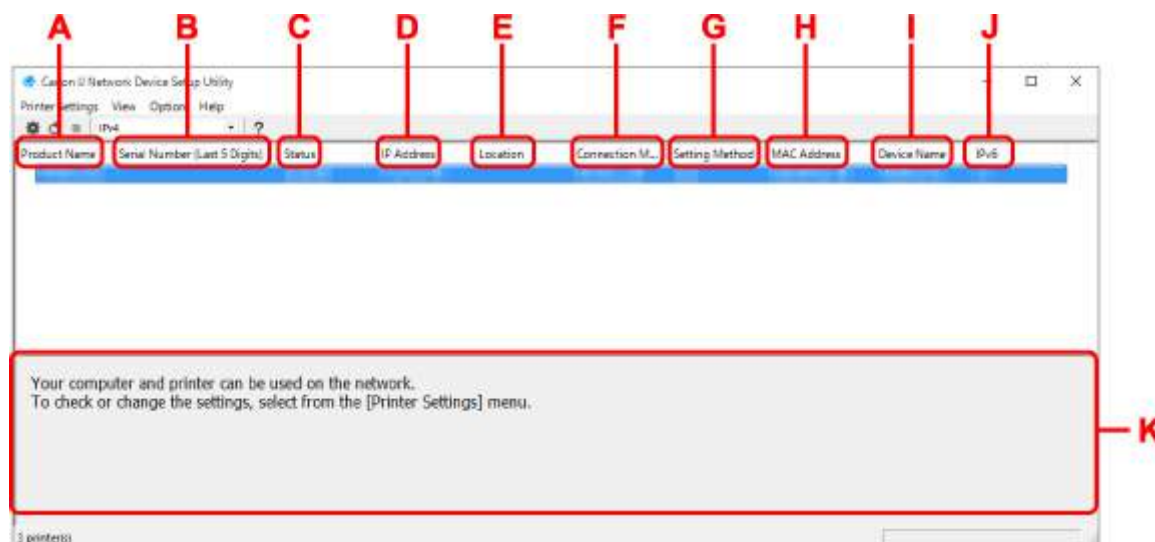 A B C D E F G H I J
Canon IJ Network Device Setup Utility
Printer Settings View Option Help
IPv4 ?
Product Name Serial Number (Last 5 Digits) Status IP Address Location Connection M... Setting Method MAC Address Device Name IPv6
Your computer and printer can be used on the network.
To check or change the settings, select from the [Printer Settings] menu.
K
printer(s)